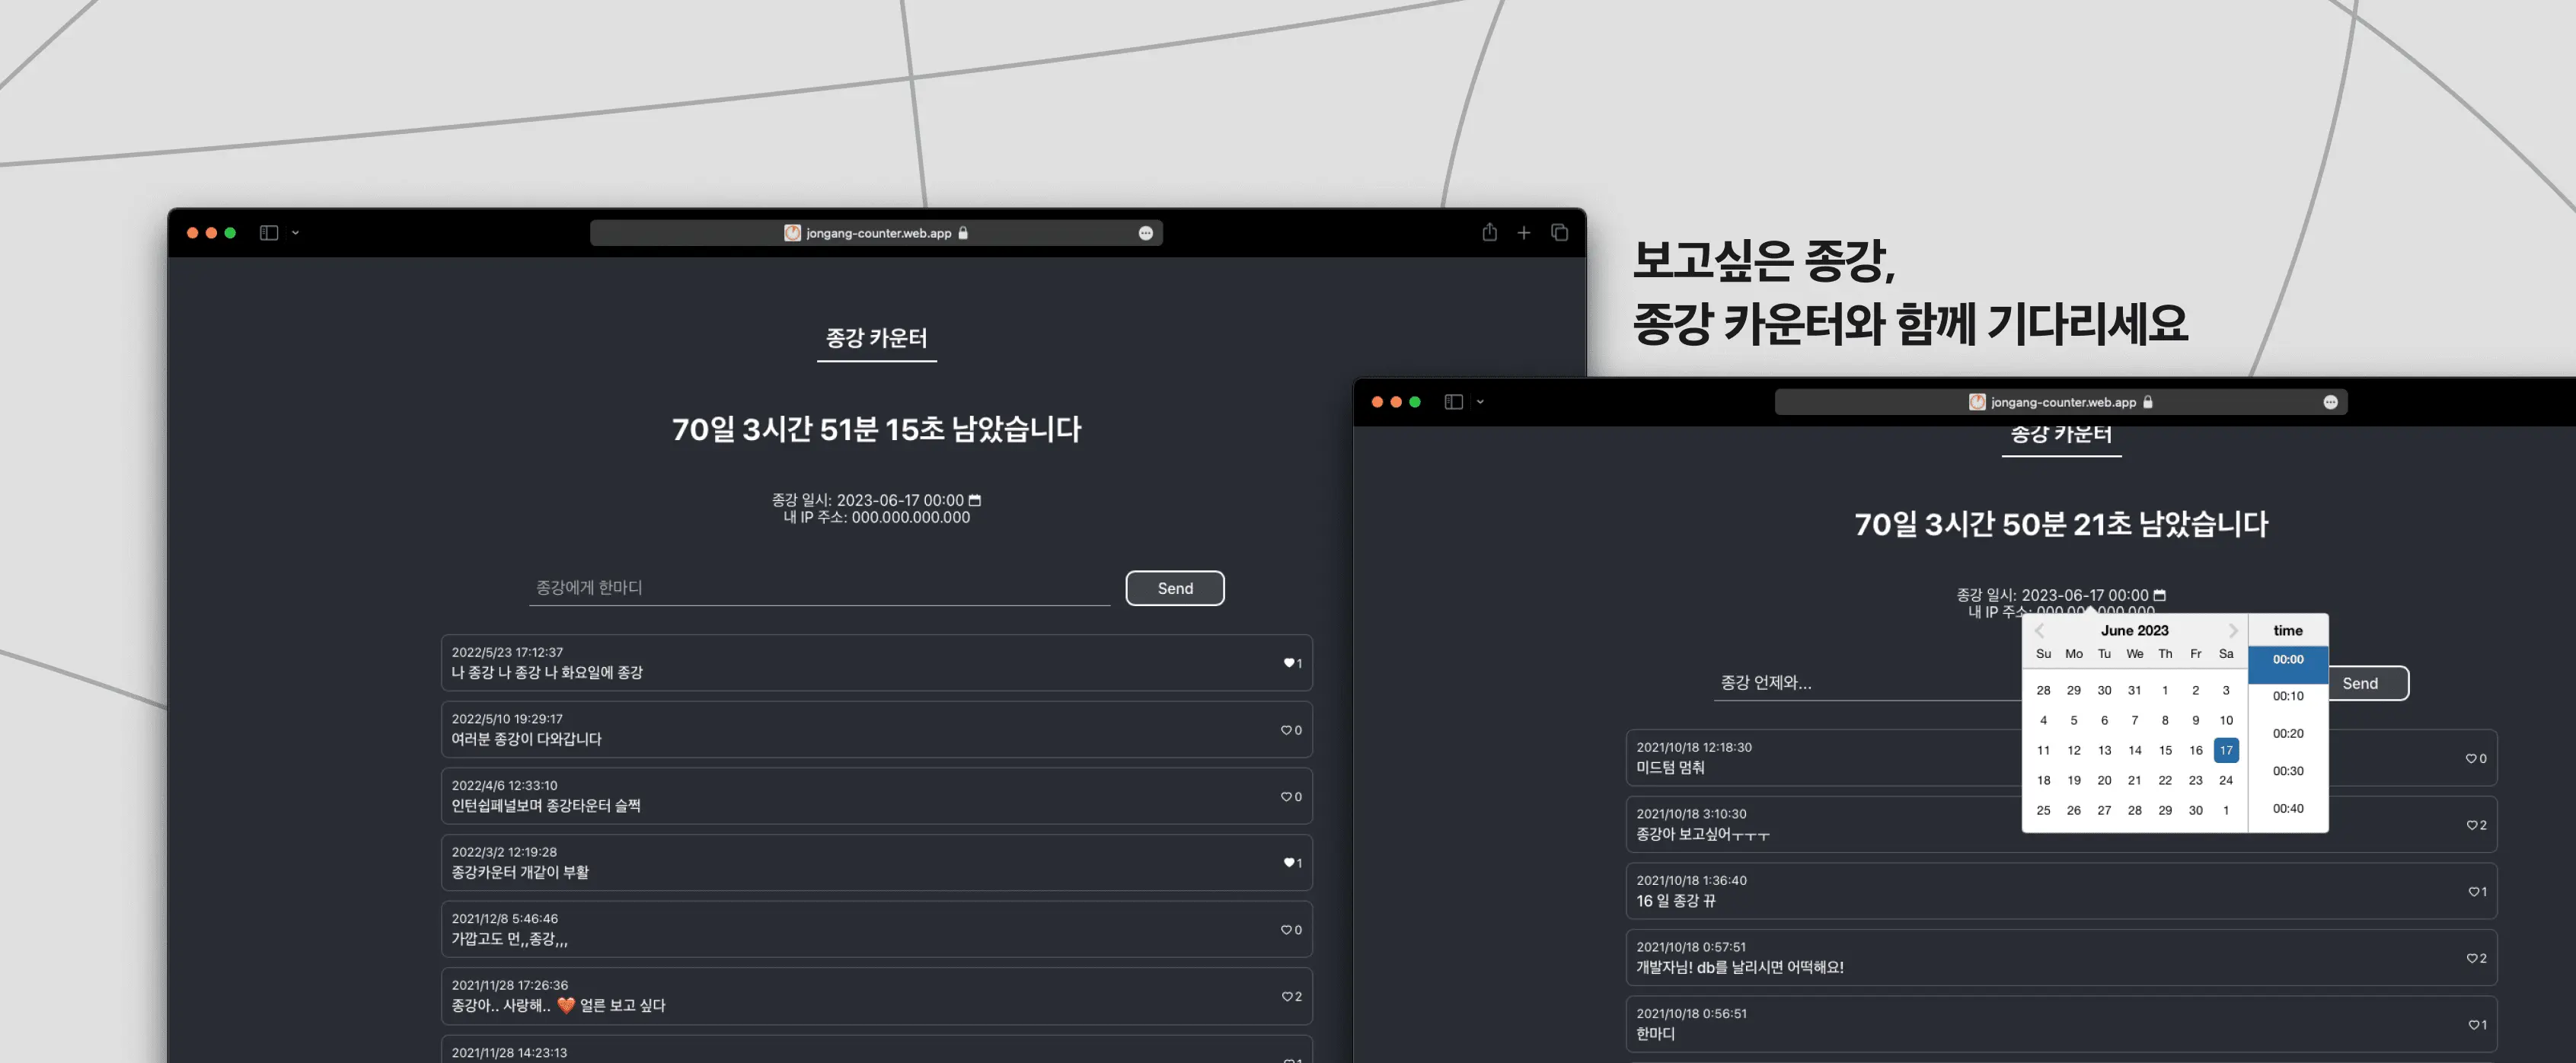 보고싶은 종강,
종강 카운터와 함께 기다리세요
jongang-counter.web.app
종강 카운터
70일 3시간 51분 15초 남았습니다
종강 일시: 2023-06-17 00:00
내 IP 주소: 000.000.000.000
종강에게 한마디
Send
2022/5/23 17:12:37
나 종강 나 종강 나 화요일에 종강
1
2022/5/10 19:29:17
여러분 종강이 다와갑니다
0
2022/4/6 12:33:10
인턴쉽페널보며 종강타운터 슬쩍
0
2022/3/2 12:19:28
종강카운터 개같이 부활
1
2021/12/8 5:46:46
가깝고도 먼,,종강,,,
0
2021/11/28 17:26:36
종강아.. 사랑해.. 💖 얼른 보고 싶다
2
2021/11/28 14:23:13
jongang-counter.web.app
종강 카운터
70일 3시간 50분 21초 남았습니다
종강 일시: 2023-06-17 00:00
내 IP 주소: 000.000.000.000
종강 언제와...
Send
June 2023
time
Su Mo Tu We Th Fr Sa
28 29 30 31 1 2 3
4 5 6 7 8 9 10
11 12 13 14 15 16 17
18 19 20 21 22 23 24
25 26 27 28 29 30 1
00:00
00:10
00:20
00:30
00:40
2021/10/18 12:18:30
미드텀 멈춰
0
2021/10/18 3:10:30
종강아 보고싶어ㅜㅜㅜ
2
2021/10/18 1:36:40
16 일 종강 뀨
1
2021/10/18 0:57:51
개발자님! db를 날리시면 어떡해요!
2
2021/10/18 0:56:51
한마디
1